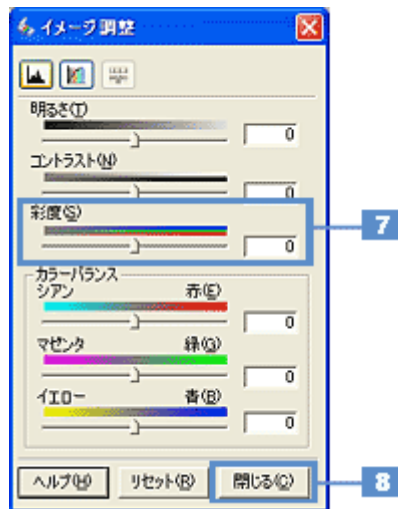 イメージ調整
明るさ(T)
0
コントラスト(N)
0
彩度(S)
0
7
カラーバランス
シアン 赤(E)
0
マゼンタ 緑(G)
0
イエロー 青(B)
0
ヘルプ(H) リセット(R) 閉じる(C)
8